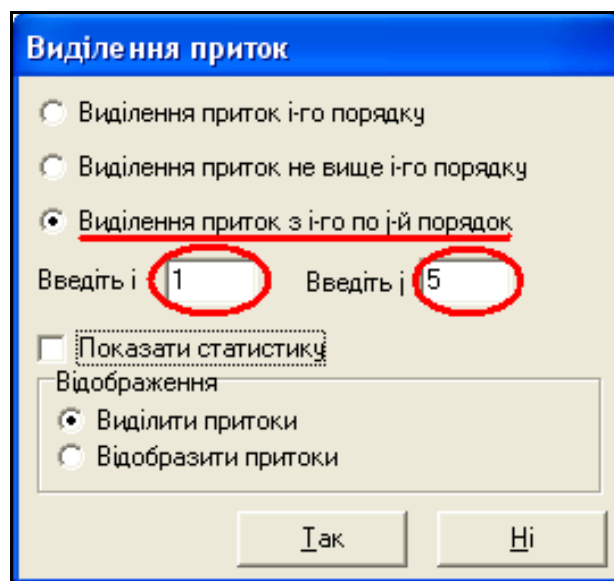 Виділення приток
Виділення приток і-го порядку
Виділення приток не вище і-го порядку
Виділення приток з і-го по j-й порядок
Введіть і 1 Введіть j 5
Показати статистику
Відображення
Виділити притоки
Відобразити притоки
Так Ні